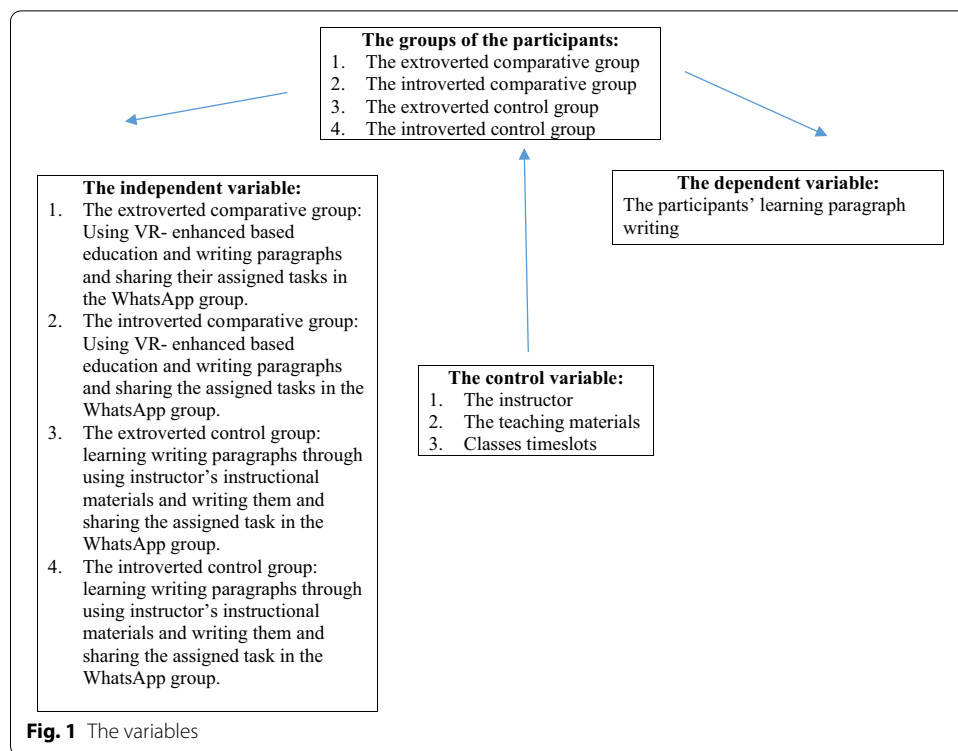 The groups of the participants:
1. The extroverted comparative group
2. The introverted comparative group
3. The extroverted control group
4. The introverted control group
The independent variable:
1. The extroverted comparative group:
Using VR- enhanced based
education and writing paragraphs
and sharing their assigned tasks in
the WhatsApp group.
2. The introverted comparative group:
Using VR- enhanced based
education and writing paragraphs
and sharing the assigned tasks in the
WhatsApp group.
3. The extroverted control group:
learning writing paragraphs through
using instructor’s instructional
materials and writing them and
sharing the assigned task in the
WhatsApp group.
4. The introverted control group:
learning writing paragraphs through
using instructor’s instructional
materials and writing them and
sharing the assigned task in the
WhatsApp group.
The dependent variable:
The participants’ learning paragraph
writing
The control variable:
1. The instructor
2. The teaching materials
3. Classes timeslots
Fig. 1 The variables